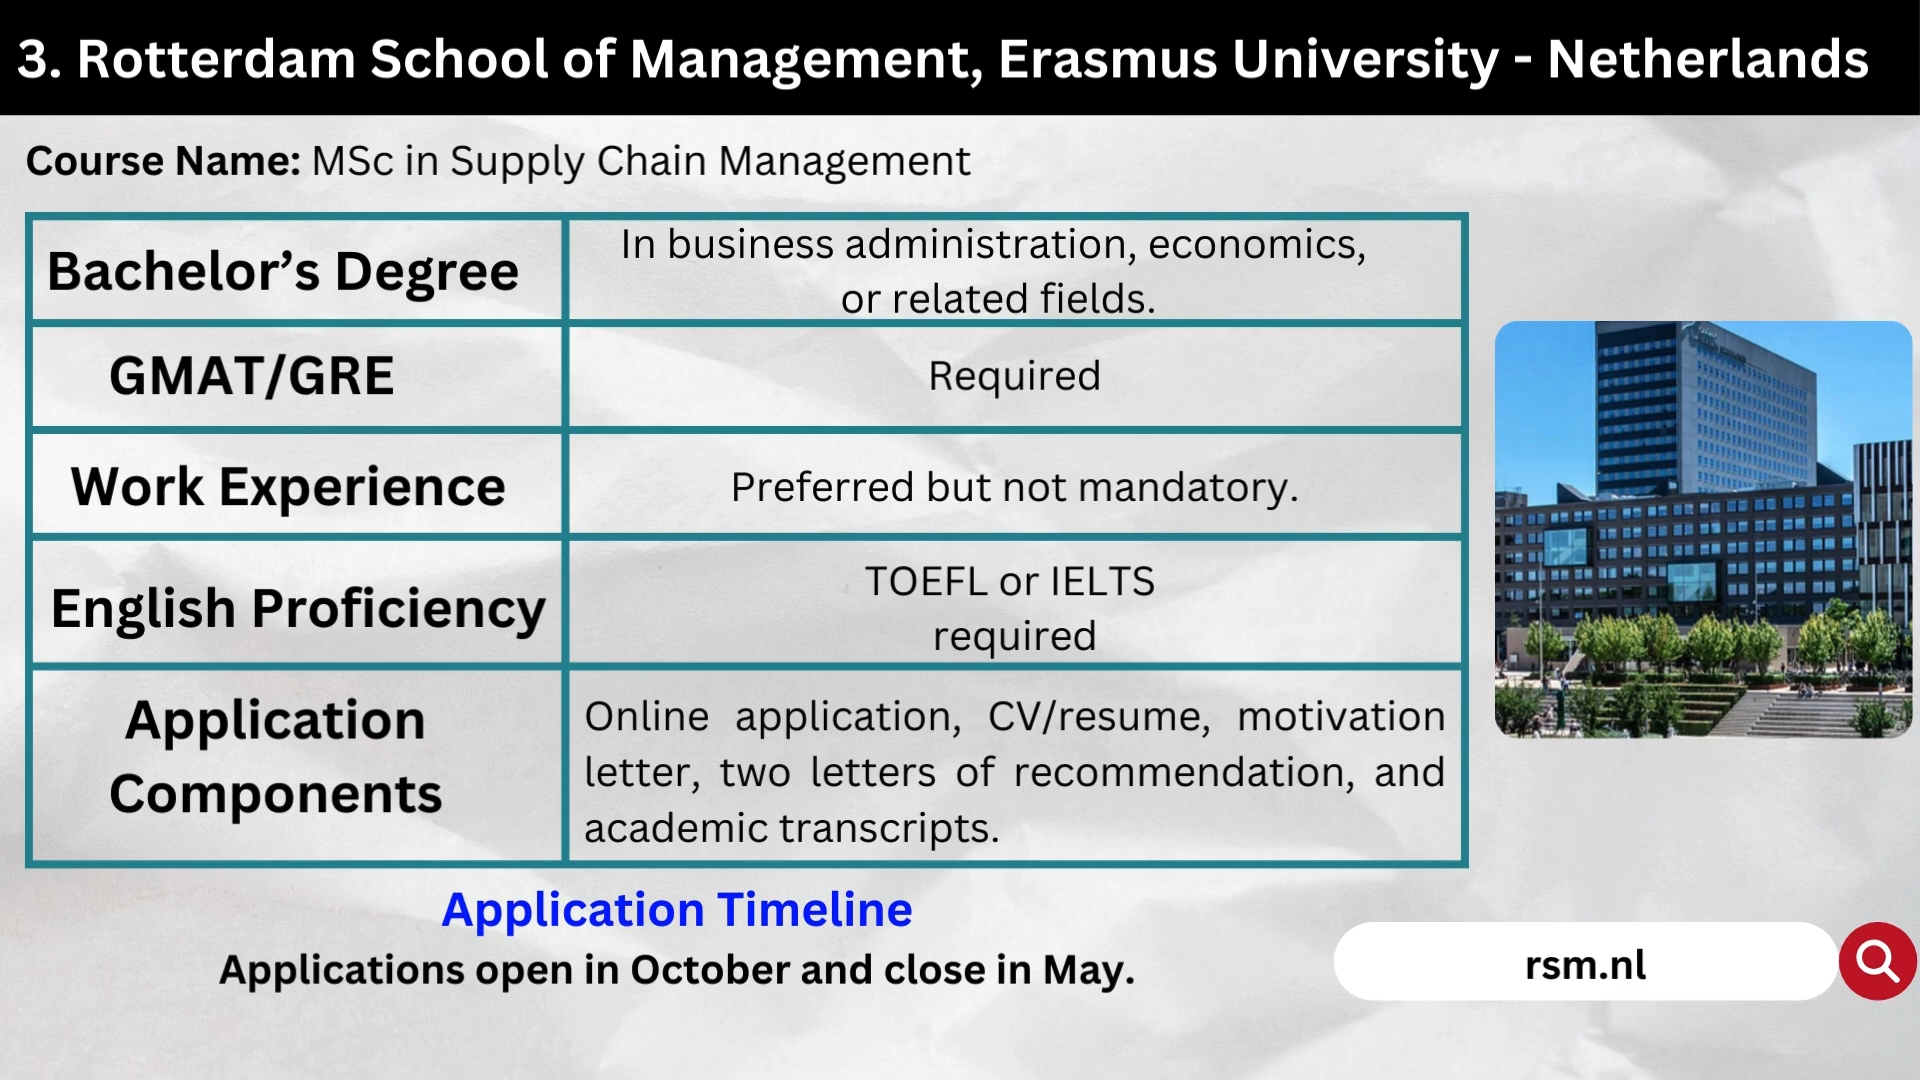 3. Rotterdam School of Management, Erasmus University - Netherlands
Course Name: MSc in Supply Chain Management
Bachelor’s Degree
In business administration, economics,
or related fields.
GMAT/GRE
Required
Work Experience
Preferred but not mandatory.
English Proficiency
TOEFL or IELTS
required
Application
Components
Online application, CV/resume, motivation
letter, two letters of recommendation, and
academic transcripts.
Application Timeline
Applications open in October and close in May.
rsm.nl